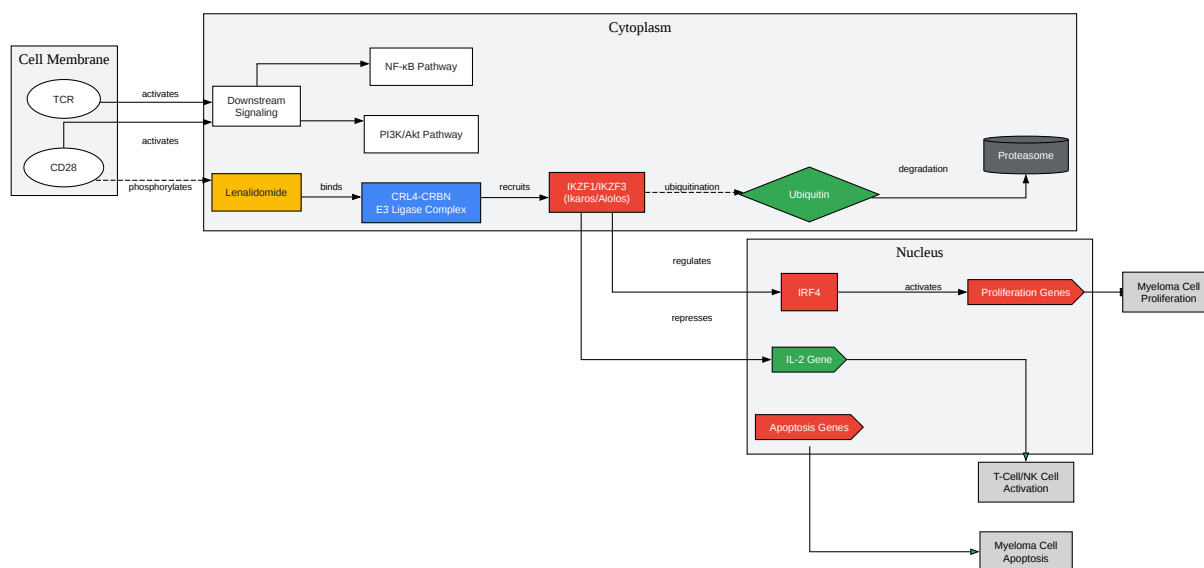 Cytoplasm
Cell Membrane
NF-κB Pathway
TCR
activates
Downstream
Signaling
PI3K/Akt Pathway
activates
CD28
phosphorylates
Lenalidomide
binds
CRL4-CRBN
E3 Ligase Complex
recruits
IKZF1/IKZF3
(Ikaros/Aiolos)
ubiquitination
Ubiquitin
degradation
Proteasome
Nucleus
regulates
IRF4
activates
Proliferation Genes
Myeloma Cell
Proliferation
represses
IL-2 Gene
Apoptosis Genes
T-Cell/NK Cell
Activation
Myeloma Cell
Apoptosis